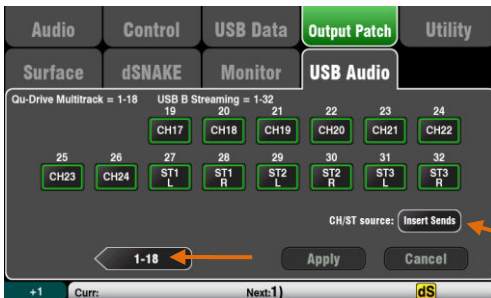 Audio Control USB Data Output Patch Utility
Surface dSNAKE Monitor USB Audio
Qu-Drive Multitrack = 1-18 USB B Streaming = 1-32
19 20 21 22 23 24
CH17 CH18 CH19 CH20 CH21 CH22
25 26 27 28 29 30 31 32
CH23 CH24 ST1 L ST1 R ST2 L ST2 R ST3 L ST3 R
CH/ST source: Insert Sends
1-18 Apply Cancel
+1 Curr: Next:1) dS